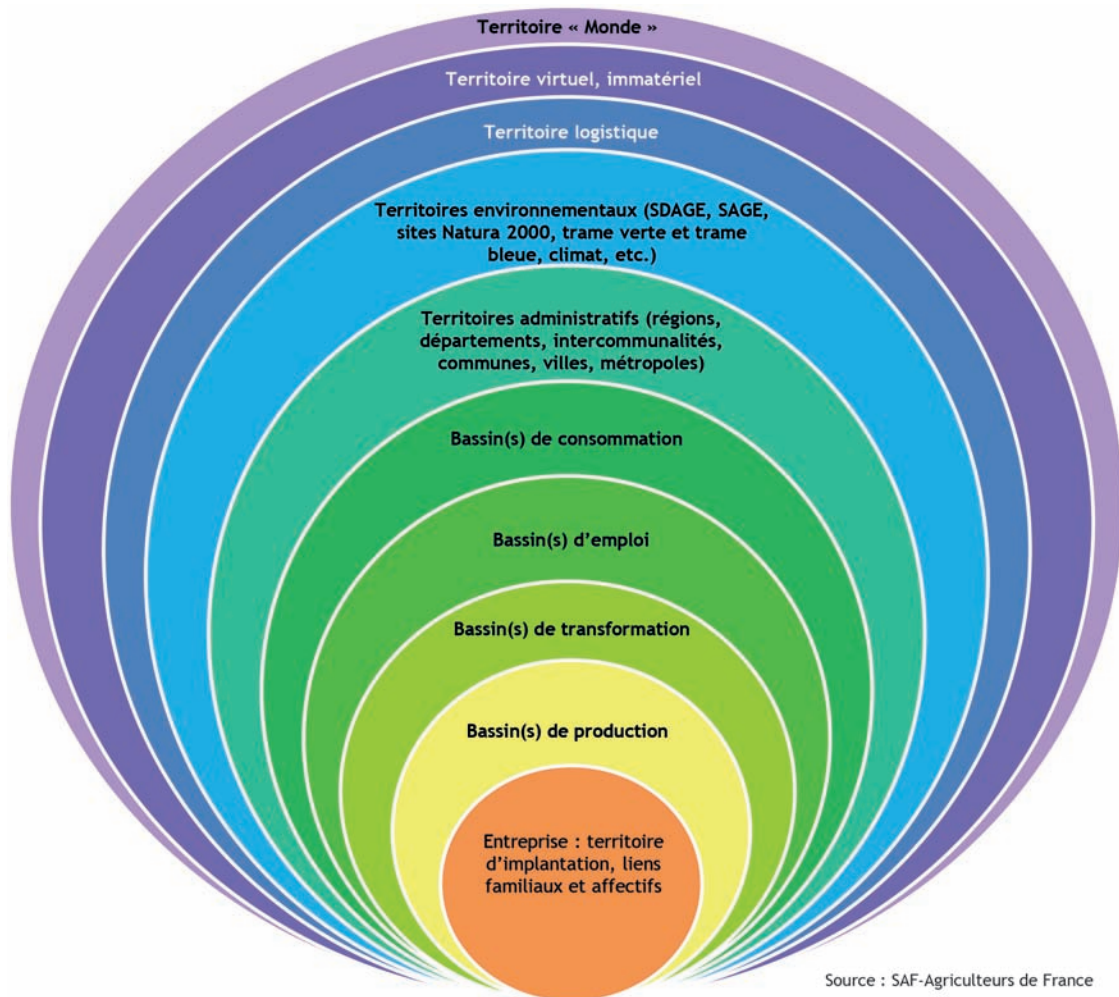 Territoire « Monde »
Territoire virtuel, immatériel
Territoire logistique
Territoires environnementaux (SDAGE, SAGE,
sites Natura 2000, trame verte et trame
bleue, climat, etc.)
Territoires administratifs (régions,
départements, intercommunalités,
communes, villes, métropoles)
Bassin(s) de consommation
Bassin(s) d’emploi
Bassin(s) de transformation
Bassin(s) de production
Entreprise : territoire
d’implantation, liens
familiaux et affectifs
Source : SAF-Agriculteurs de France